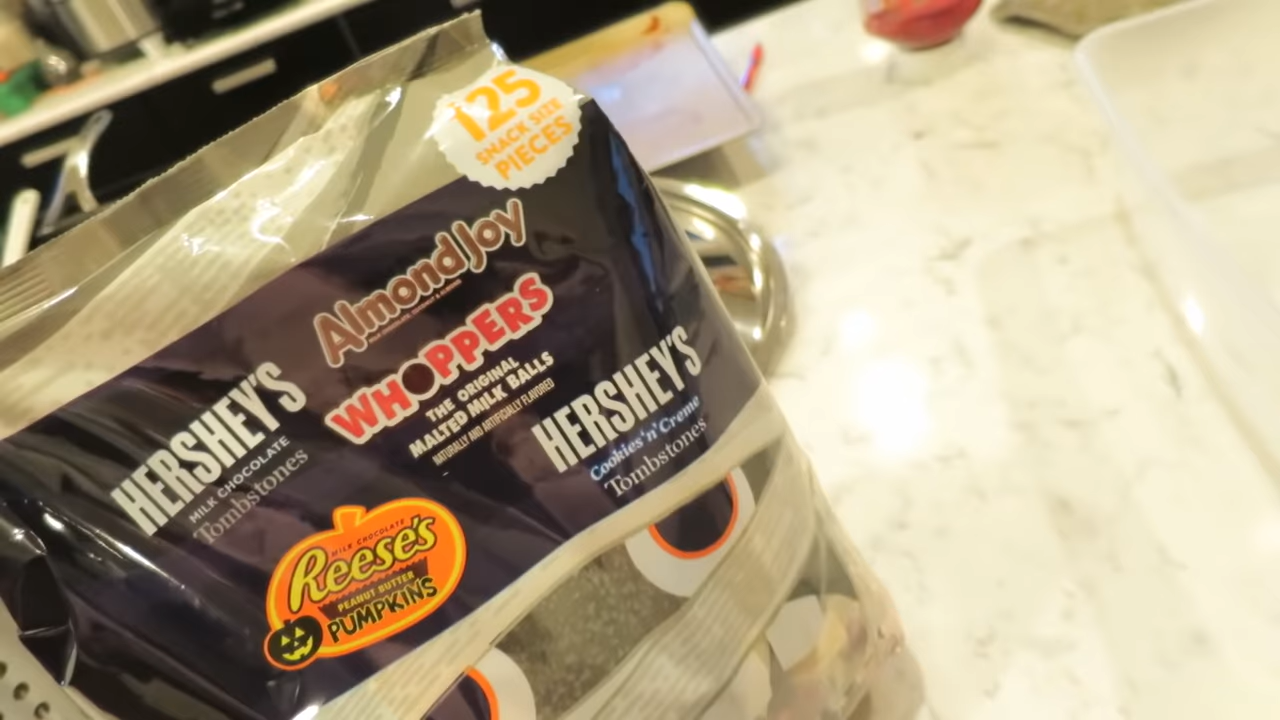 125
SNACK SIZE
PIECES
Almond Joy
WHOPPERS
THE ORIGINAL
MALTED MILK BALLS
NATURALLY AND ARTIFICIALLY FLAVORED
HERSHEY'S
MILK CHOCOLATE
Tombstones
HERSHEY'S
Cookies 'n' Creme
Tombstones
MILK CHOCOLATE
Reese's
PEANUT BUTTER
PUMPKINS